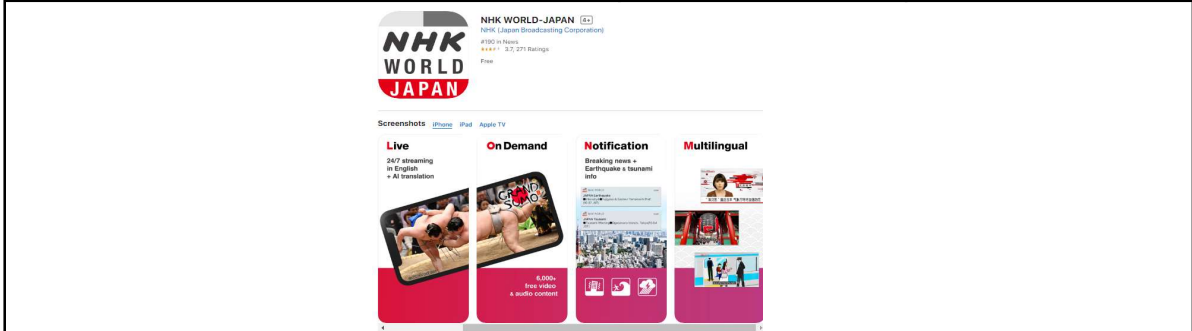 NHK
WORLD
JAPAN
NHK WORLD-JAPAN 4+
NHK (Japan Broadcasting Corporation)
#190 in News
3.7, 271 Ratings
Free
Screenshots iPhone iPad Apple TV
Live
24/7 streaming
in English
+ AI translation
On Demand
GRAND
SUMO
6,000+
free video
& audio content
Notification
Breaking news +
Earthquake & tsunami
info
Multilingual